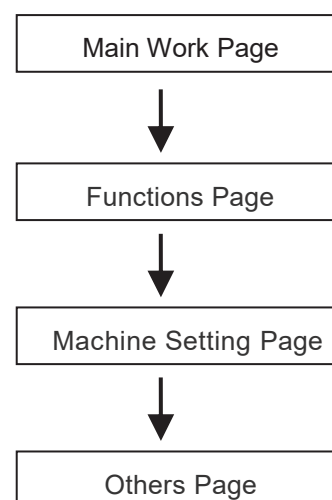 Main Work Page
Functions Page
Machine Setting Page
Others Page